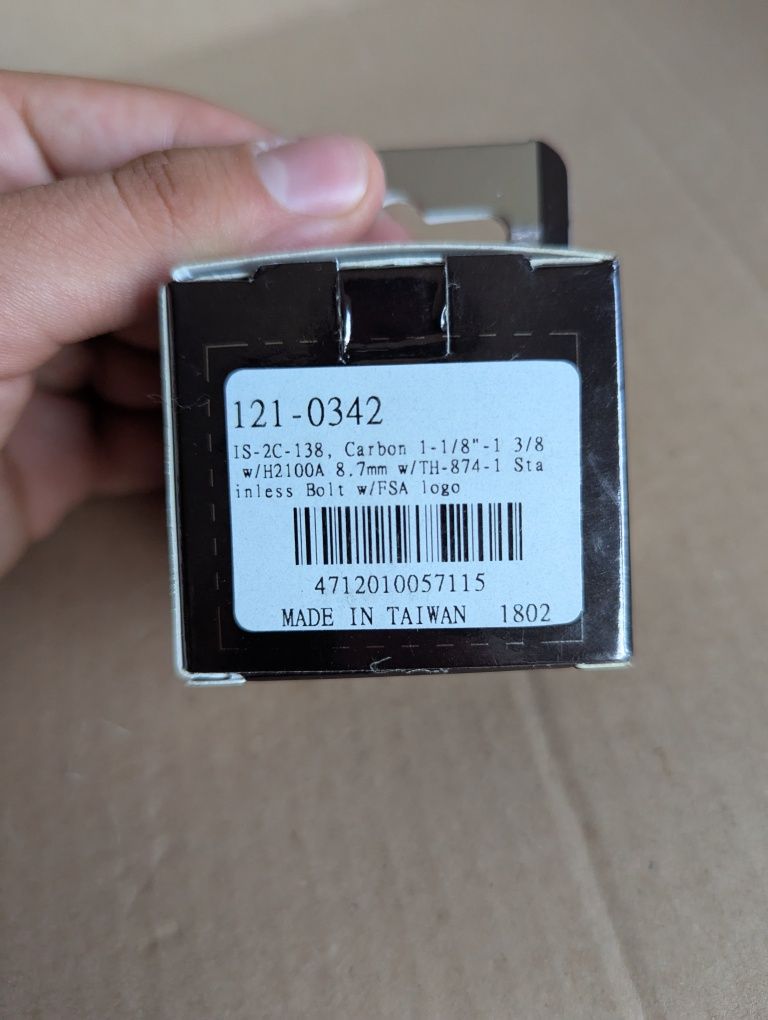 121-0342
IS-2C-138, Carbon 1-1/8"-1 3/8
w/H2100A 8.7mm w/TH-874-1 Sta
inless Bolt w/FSA logo
4712010057115
MADE IN TAIWAN 1802